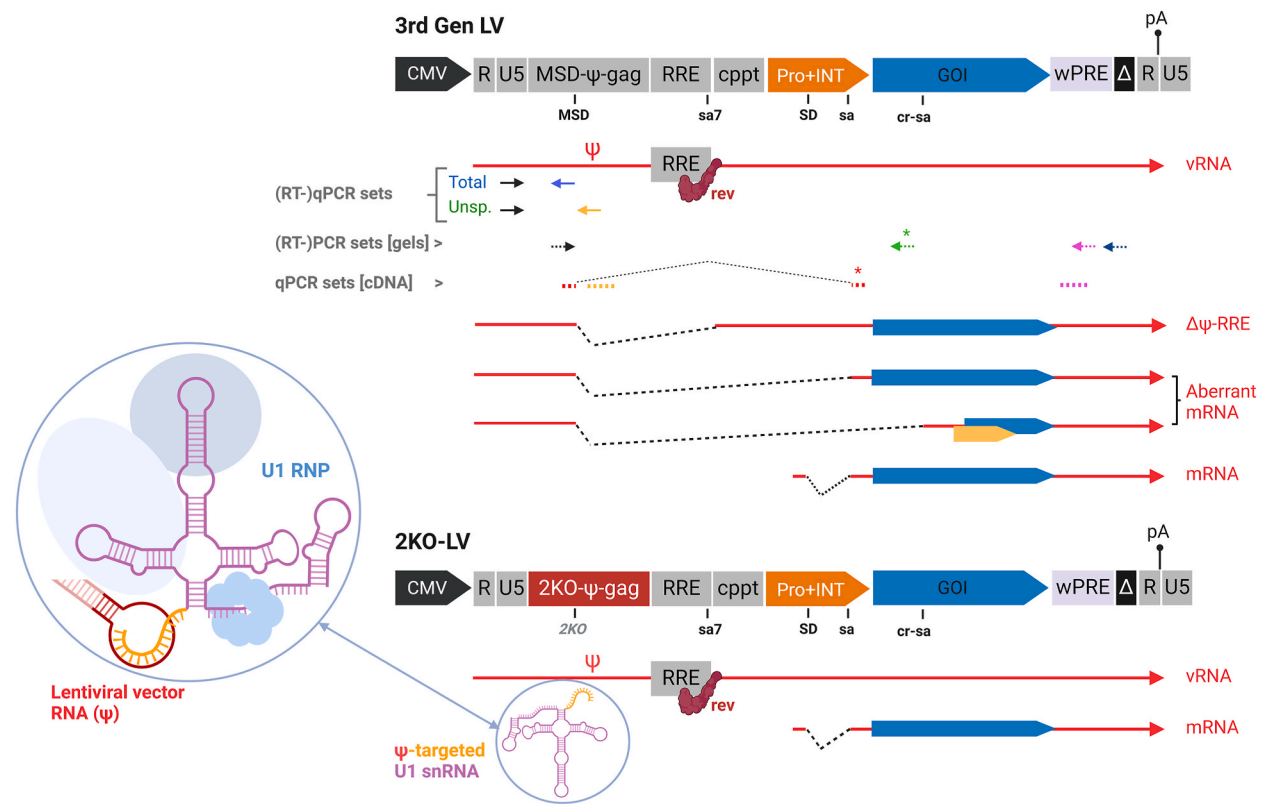 3rd Gen LV
pA
CMV R U5 MSD-ψ-gag RRE cppt Pro+INT GOI wPRE Δ R U5
MSD sa7 SD sa cr-sa
ψ RRE vRNA
rev
(RT-)qPCR sets Total
Unsp.
(RT-)PCR sets [gels] > *
qPCR sets [cDNA] > *
Δψ-RRE
Aberrant
mRNA
mRNA
U1 RNP
Lentiviral vector
RNA (ψ)
2KO-LV
pA
CMV R U5 2KO-ψ-gag RRE cppt Pro+INT GOI wPRE Δ R U5
2KO sa7 SD sa cr-sa
ψ RRE vRNA
rev
mRNA
ψ-targeted
U1 snRNA